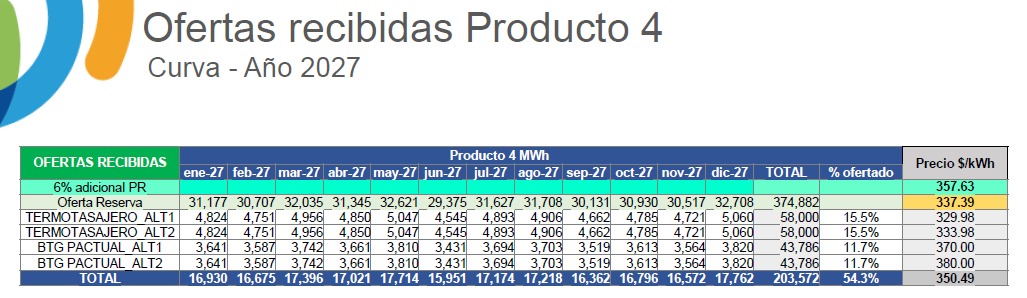 Ofertas recibidas Producto 4
Curva - Año 2027
OFERTAS RECIBIDAS Producto 4 MWh Precio $/kWh
ene-27 feb-27 mar-27 abr-27 may-27 jun-27 jul-27 ago-27 sep-27 oct-27 nov-27 dic-27 TOTAL % ofertado
6% adicional PR 357.63
Oferta Reserva 31,177 30,707 32,035 31,345 32,621 29,375 31,627 31,708 30,131 30,930 30,517 32,708 374,882 337.39
TERMOTASAJERO_ALT1 4,824 4,751 4,956 4,850 5,047 4,545 4,893 4,906 4,662 4,785 4,721 5,060 58,000 15.5% 329.98
TERMOTASAJERO_ALT2 4,824 4,751 4,956 4,850 5,047 4,545 4,893 4,906 4,662 4,785 4,721 5,060 58,000 15.5% 333.98
BTG PACTUAL_ALT1 3,641 3,587 3,742 3,661 3,810 3,431 3,694 3,703 3,519 3,613 3,564 3,820 43,786 11.7% 370.00
BTG PACTUAL_ALT2 3,641 3,587 3,742 3,661 3,810 3,431 3,694 3,703 3,519 3,613 3,564 3,820 43,786 11.7% 380.00
TOTAL 16,930 16,675 17,396 17,021 17,714 15,951 17,174 17,218 16,362 16,796 16,572 17,762 203,572 54.3% 350.49